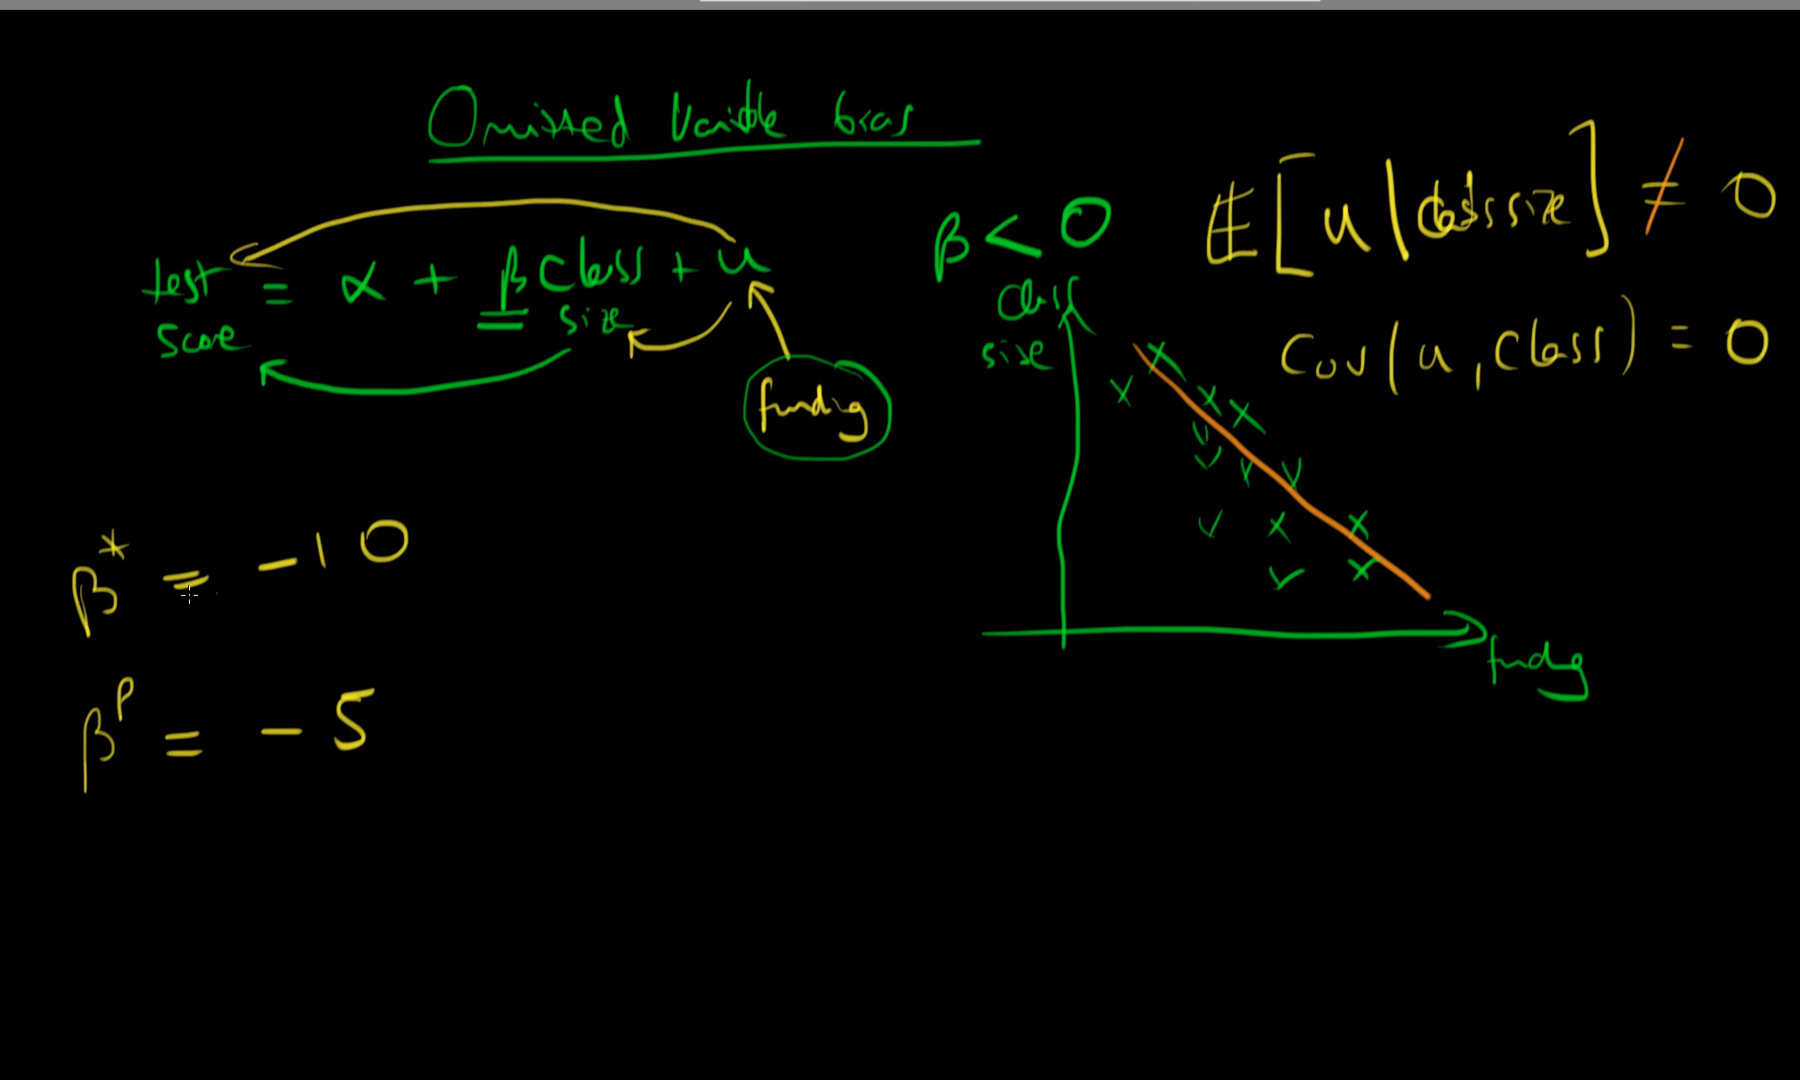 Omitted Variable bias
test score = α + β class size + u
funding
β < 0
E[u|class size] ≠ 0
Cov(u, class) = 0
class size
funding
β* = -10
βᵖ = -5